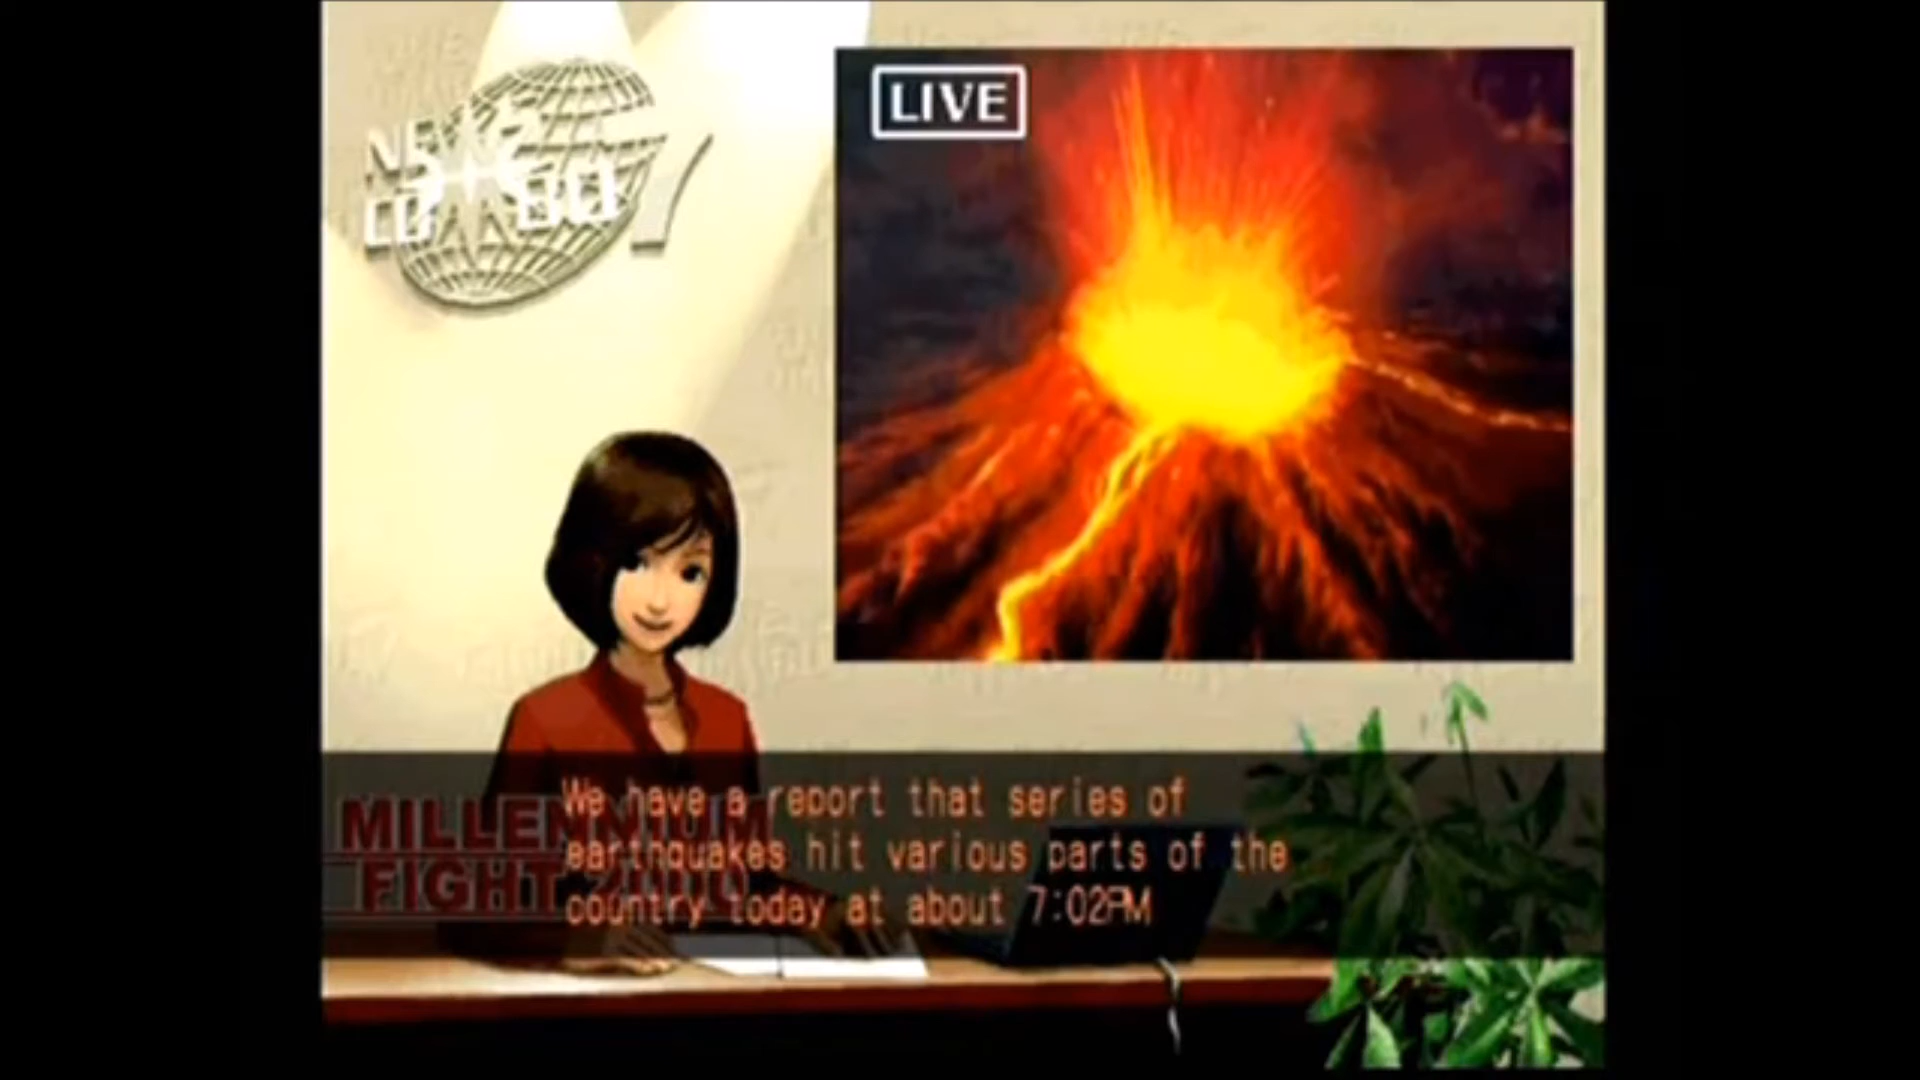 LIVE
We have a report that series of
earthquakes hit various parts of the
country today at about 7:02PM
MILLENNIUM
FIGHT 2000